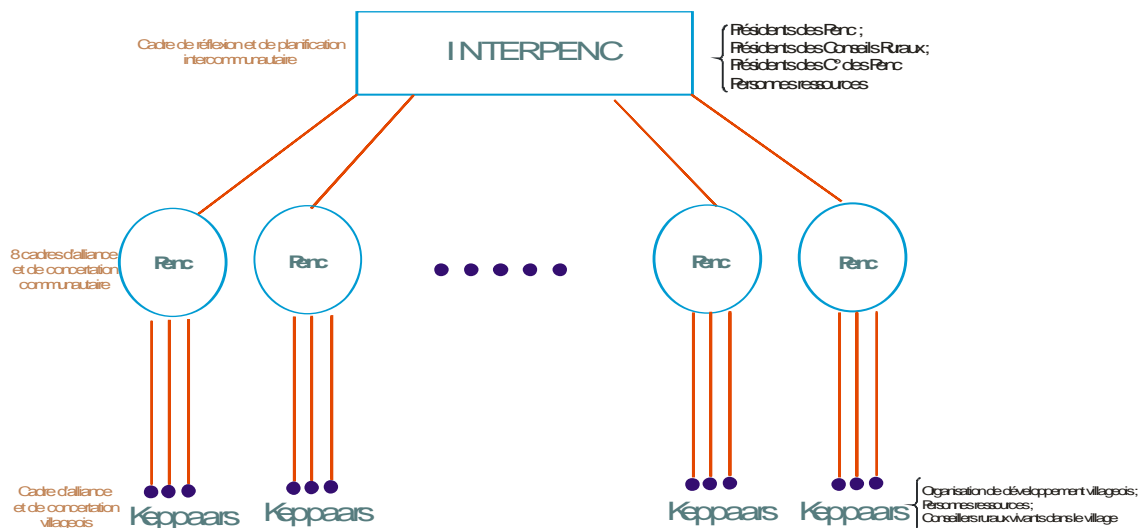 Cadre de réflexion et de planification
intercommunautaire
INTERPENC
Présidents des Penc ;
Présidents des Conseils Ruraux ;
Présidents des C° des Penc
Personnes ressources
8 cadres d'alliance
et de concertation
communautaire
Penc
Penc
Penc
Penc
Cadre d'alliance
et de concertation
villageois
Keppaars
Keppaars
Keppaars
Keppaars
Organisation de développement villageois ;
Personnes ressources ;
Conseillers ruraux vivants dans le village